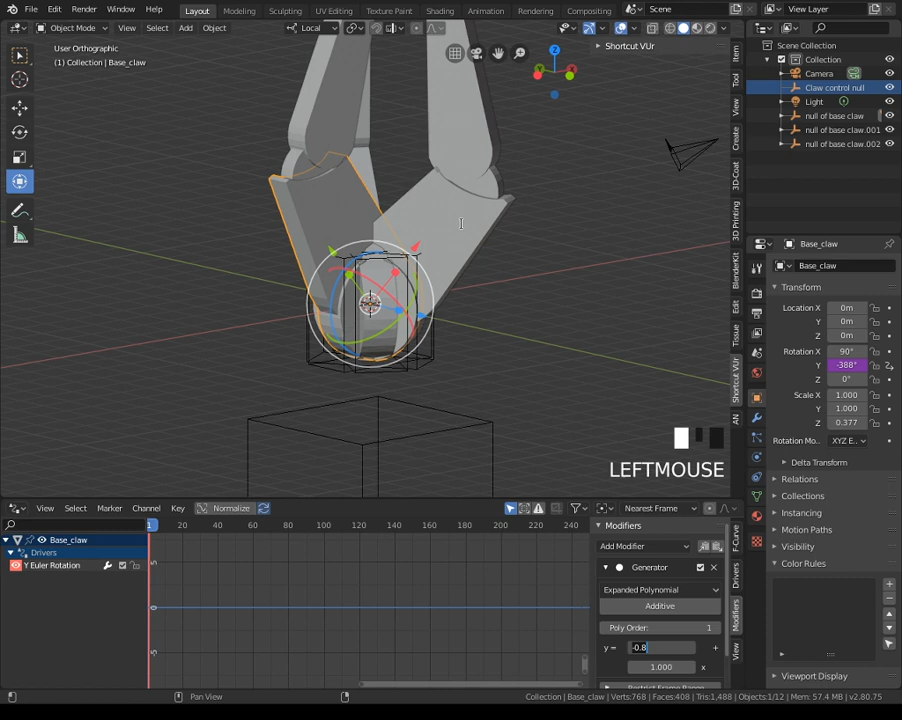 File Edit Render Window Help Layout Modeling Sculpting UV Editing Texture Paint Shading Animation Rendering Compositing Scene View Layer
Object Mode View Select Add Object Local
User Orthographic
(1) Collection | Base_claw
Shortcut VUr
Item
Tool
View
Create
3D-Coat
3D Printing
BlenderKit
Edit
Tissue
Shortcut VUr
AN
Scene Collection
Collection
Camera
Claw control null
Light
null of base claw
null of base claw.001
null of base claw.002
Base_claw
Base_claw
Transform
Location X 0m
Y 0m
Z 0m
Rotation X 90°
Y -388°
Z 0°
Scale X 1.000
Y 1.000
Z 0.377
Rotation Mo.. XYZ E..
Delta Transform
Relations
Collections
Instancing
Motion Paths
Visibility
Color Rules
Viewport Display
LEFTMOUSE
View Select Marker Channel Key Normalize Nearest Frame
1 20 40 60 80 100 120 140 160 180 200 220 240
Base_claw
Drivers
Y Euler Rotation
5
0
-5
Modifiers
Add Modifier
Generator
Expanded Polynomial
Additive
Poly Order: 1
y = -0.8 +
1.000 x
Restrict Frame Range
F-Curve
Drivers
Modifiers
View
Pan View
Collection | Base_claw | Verts:768 | Faces:408 | Tris:1,488 | Objects:1/12 | Mem: 57.4 MB | v2.80.75